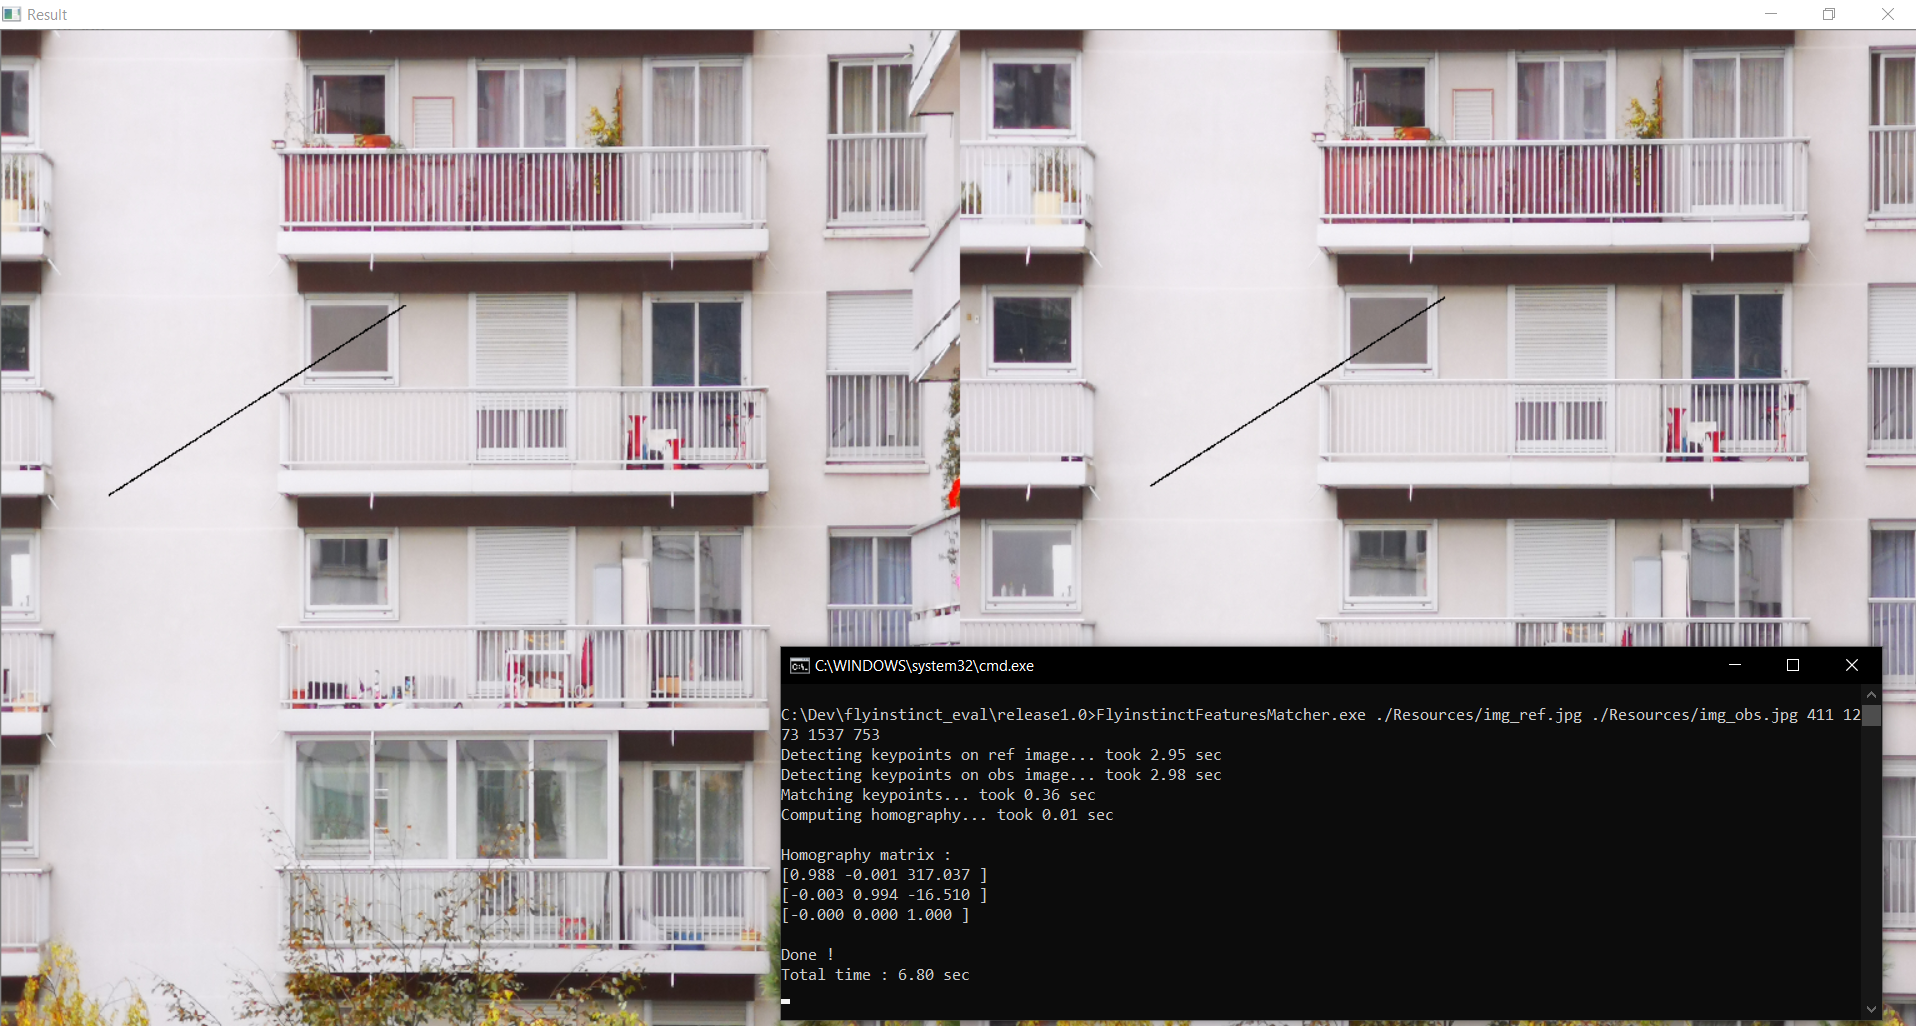 Result
C:\WINDOWS\system32\cmd.exe
C:\Dev\flyinstinct_eval\release1.0>FlyinstinctFeaturesMatcher.exe ./Resources/img_ref.jpg ./Resources/img_obs.jpg 411 12
73 1537 753
Detecting keypoints on ref image... took 2.95 sec
Detecting keypoints on obs image... took 2.98 sec
Matching keypoints... took 0.36 sec
Computing homography... took 0.01 sec
Homography matrix :
[0.988 -0.001 317.037 ]
[-0.003 0.994 -16.510 ]
[-0.000 0.000 1.000 ]
Done !
Total time : 6.80 sec